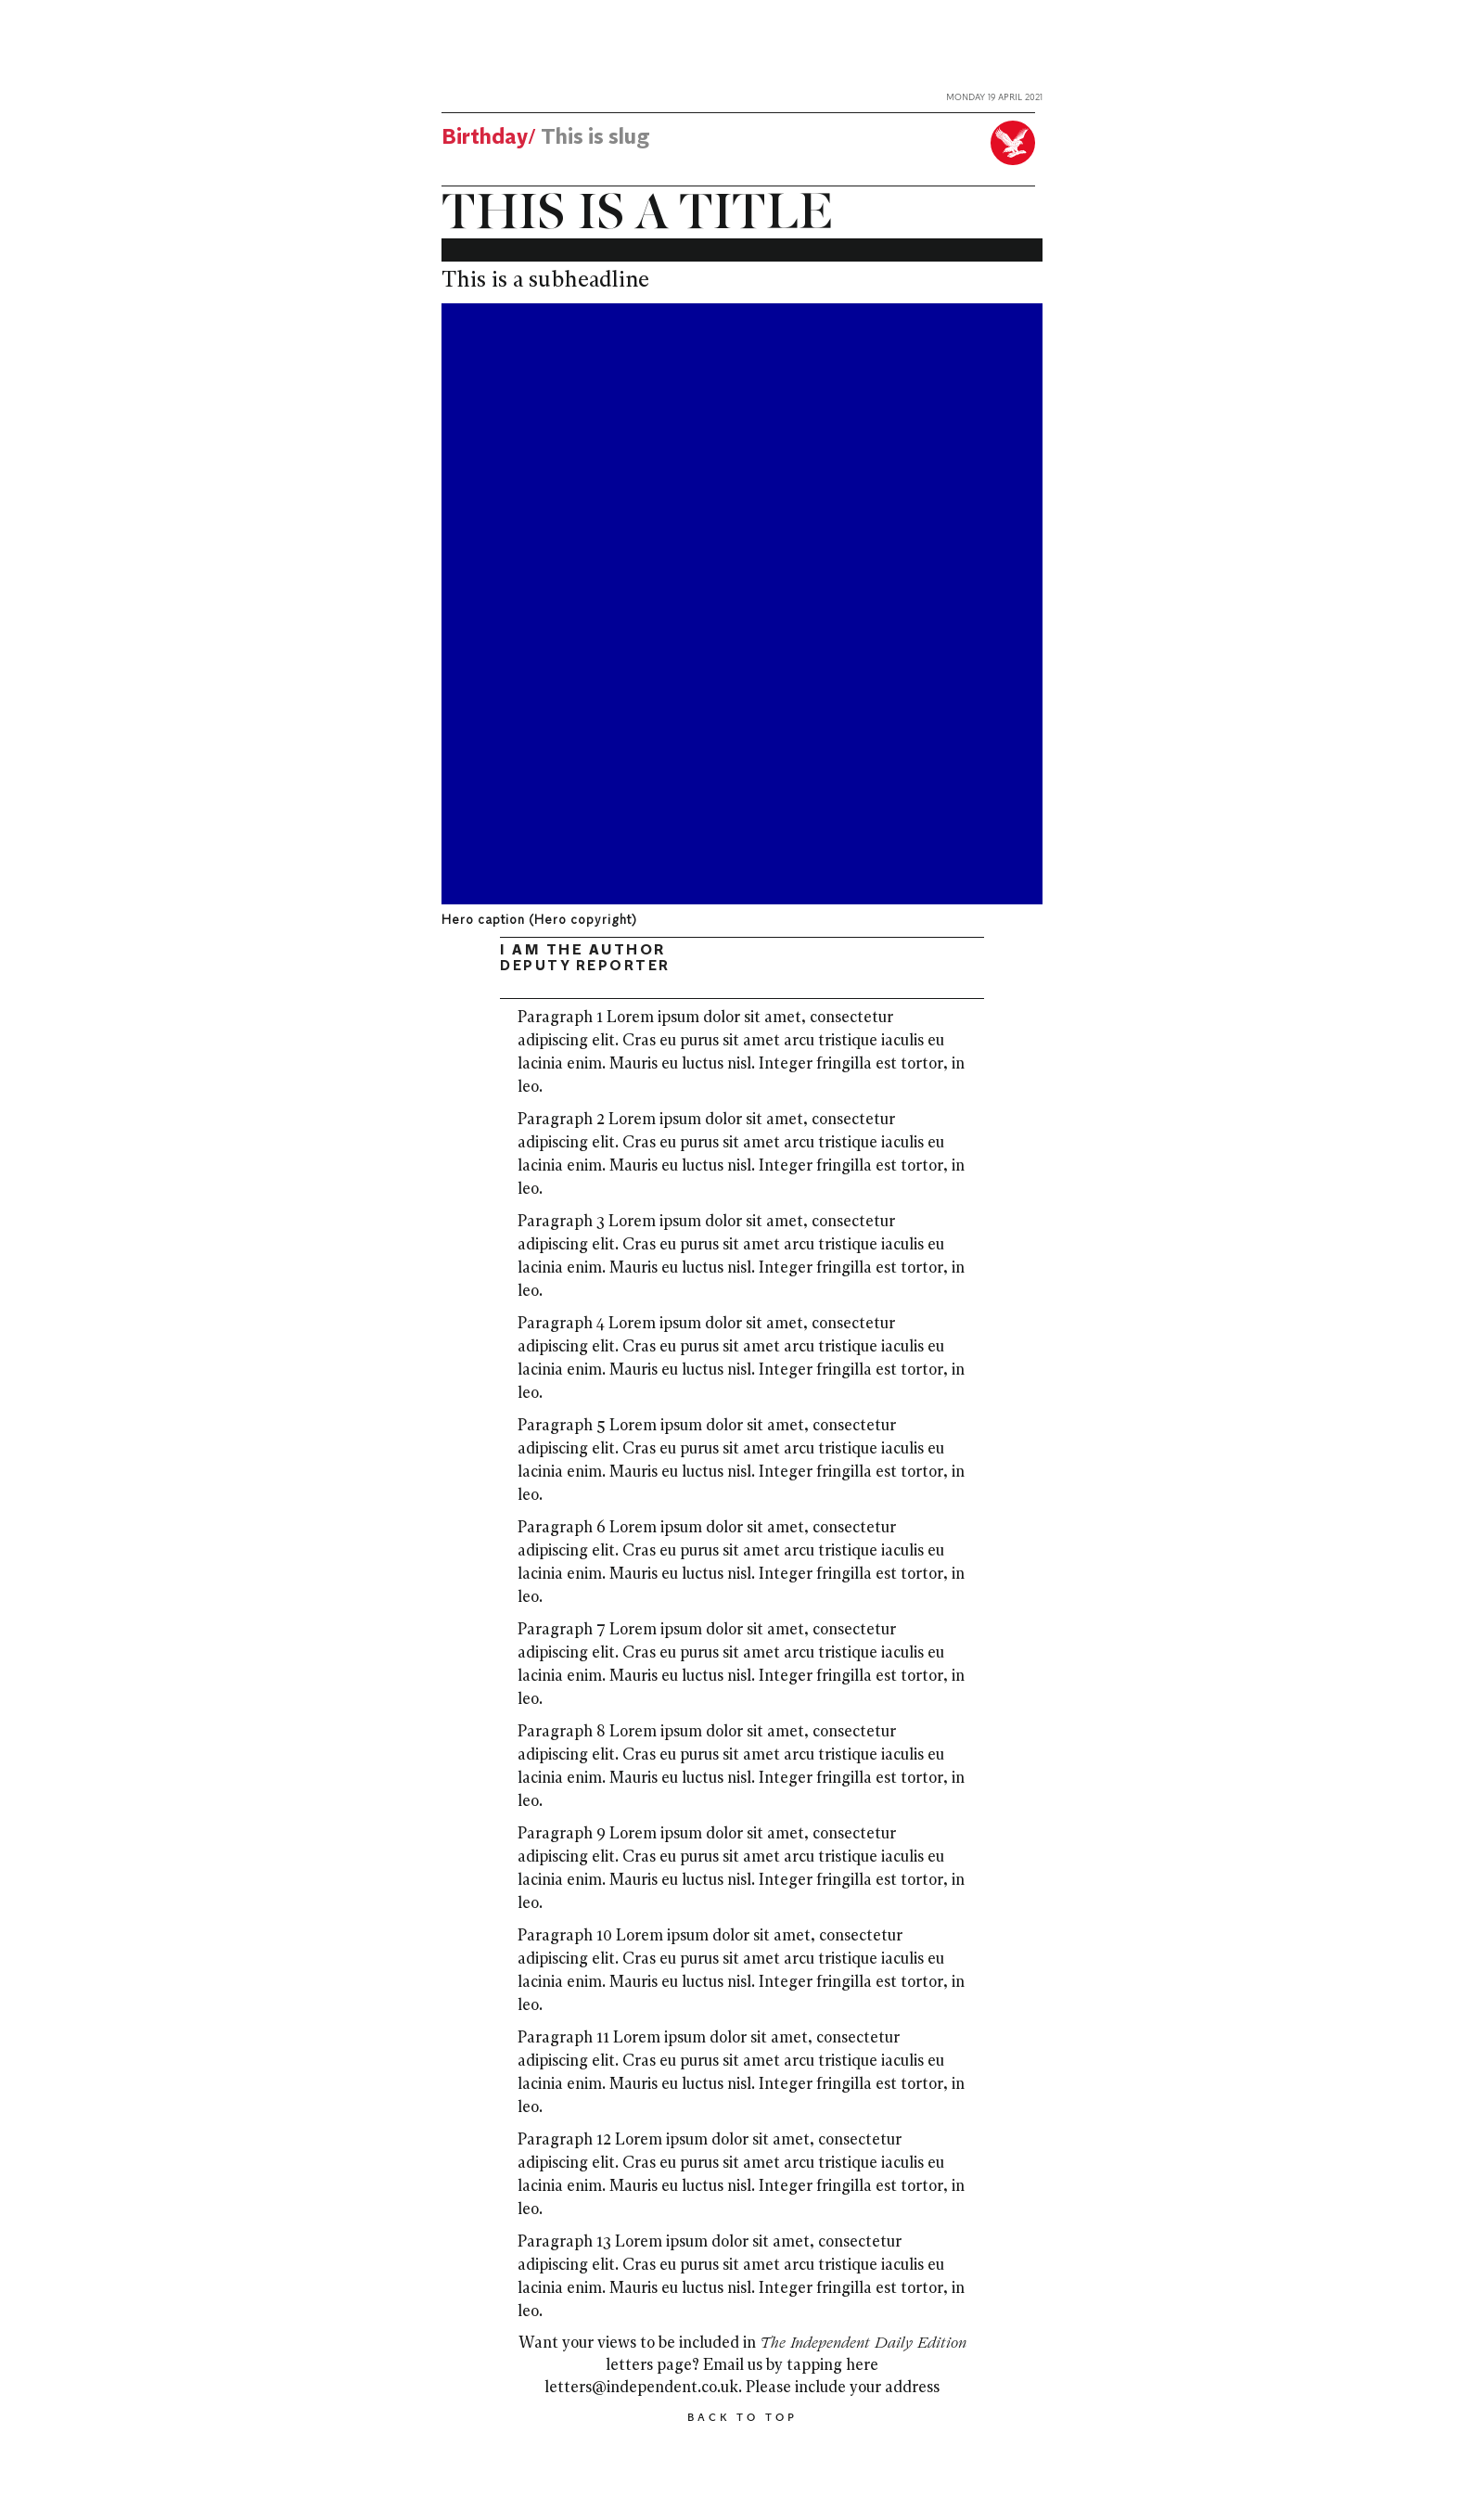 MONDAY 19 APRIL 2021
Birthday/ This is slug
THIS IS A TITLE
This is a subheadline
Hero caption (Hero copyright)
I AM THE AUTHOR
DEPUTY REPORTER
Paragraph 1 Lorem ipsum dolor sit amet, consectetur
adipiscing elit. Cras eu purus sit amet arcu tristique iaculis eu
lacinia enim. Mauris eu luctus nisl. Integer fringilla est tortor, in
leo.
Paragraph 2 Lorem ipsum dolor sit amet, consectetur
adipiscing elit. Cras eu purus sit amet arcu tristique iaculis eu
lacinia enim. Mauris eu luctus nisl. Integer fringilla est tortor, in
leo.
Paragraph 3 Lorem ipsum dolor sit amet, consectetur
adipiscing elit. Cras eu purus sit amet arcu tristique iaculis eu
lacinia enim. Mauris eu luctus nisl. Integer fringilla est tortor, in
leo.
Paragraph 4 Lorem ipsum dolor sit amet, consectetur
adipiscing elit. Cras eu purus sit amet arcu tristique iaculis eu
lacinia enim. Mauris eu luctus nisl. Integer fringilla est tortor, in
leo.
Paragraph 5 Lorem ipsum dolor sit amet, consectetur
adipiscing elit. Cras eu purus sit amet arcu tristique iaculis eu
lacinia enim. Mauris eu luctus nisl. Integer fringilla est tortor, in
leo.
Paragraph 6 Lorem ipsum dolor sit amet, consectetur
adipiscing elit. Cras eu purus sit amet arcu tristique iaculis eu
lacinia enim. Mauris eu luctus nisl. Integer fringilla est tortor, in
leo.
Paragraph 7 Lorem ipsum dolor sit amet, consectetur
adipiscing elit. Cras eu purus sit amet arcu tristique iaculis eu
lacinia enim. Mauris eu luctus nisl. Integer fringilla est tortor, in
leo.
Paragraph 8 Lorem ipsum dolor sit amet, consectetur
adipiscing elit. Cras eu purus sit amet arcu tristique iaculis eu
lacinia enim. Mauris eu luctus nisl. Integer fringilla est tortor, in
leo.
Paragraph 9 Lorem ipsum dolor sit amet, consectetur
adipiscing elit. Cras eu purus sit amet arcu tristique iaculis eu
lacinia enim. Mauris eu luctus nisl. Integer fringilla est tortor, in
leo.
Paragraph 10 Lorem ipsum dolor sit amet, consectetur
adipiscing elit. Cras eu purus sit amet arcu tristique iaculis eu
lacinia enim. Mauris eu luctus nisl. Integer fringilla est tortor, in
leo.
Paragraph 11 Lorem ipsum dolor sit amet, consectetur
adipiscing elit. Cras eu purus sit amet arcu tristique iaculis eu
lacinia enim. Mauris eu luctus nisl. Integer fringilla est tortor, in
leo.
Paragraph 12 Lorem ipsum dolor sit amet, consectetur
adipiscing elit. Cras eu purus sit amet arcu tristique iaculis eu
lacinia enim. Mauris eu luctus nisl. Integer fringilla est tortor, in
leo.
Paragraph 13 Lorem ipsum dolor sit amet, consectetur
adipiscing elit. Cras eu purus sit amet arcu tristique iaculis eu
lacinia enim. Mauris eu luctus nisl. Integer fringilla est tortor, in
leo.
Want your views to be included in The Independent Daily Edition
letters page? Email us by tapping here
letters@independent.co.uk. Please include your address
BACK TO TOP